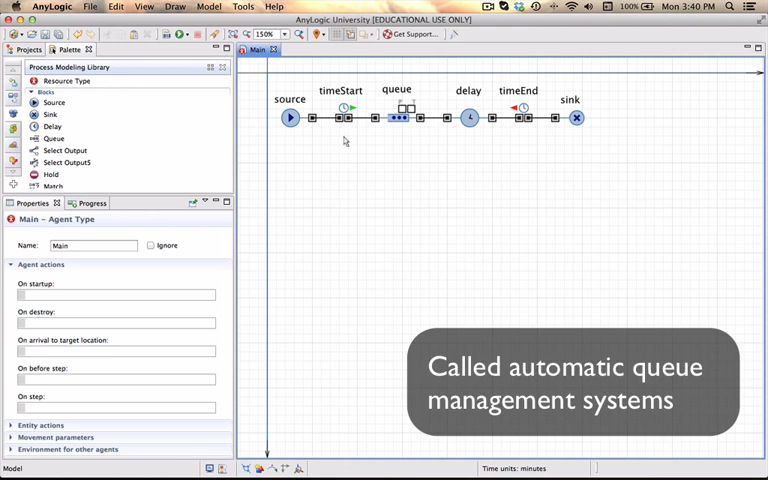 AnyLogic File Edit View Draw Model Tools Help 100% Mon 3:40 PM
AnyLogic University [EDUCATIONAL USE ONLY]
150% Get Support...
Projects Palette
Main
Process Modeling Library
Resource Type
Blocks
Source
Sink
Delay
Queue
Select Output
Select Output5
Hold
Match
source timeStart queue delay timeEnd sink
Properties Progress
Main - Agent Type
Name: Main Ignore
Agent actions
On startup:
On destroy:
On arrival to target location:
On before step:
On step:
Entity actions
Movement parameters
Environment for other agents
Called automatic queue
management systems
Model
Time units: minutes